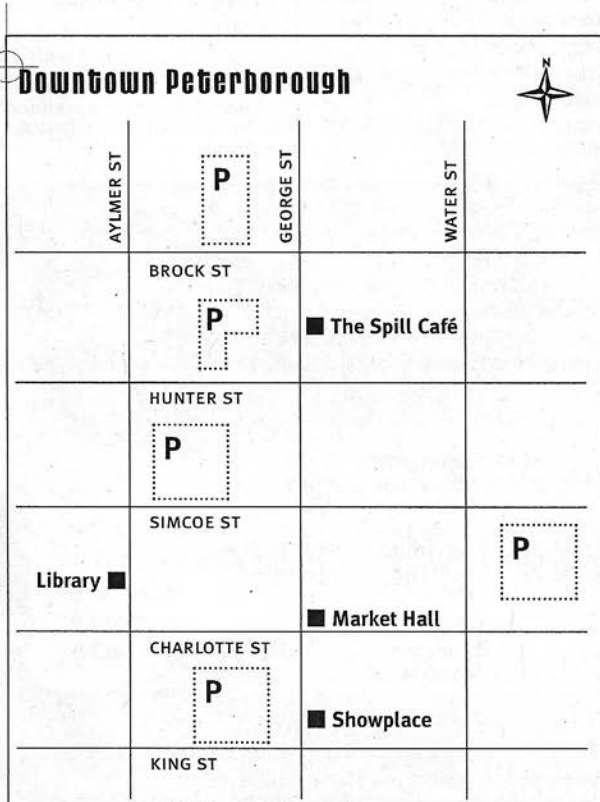 Downtown Peterborough
N
AYLMER ST
P
GEORGE ST
WATER ST
BROCK ST
P
The Spill Café
HUNTER ST
P
SIMCOE ST
P
Library
Market Hall
CHARLOTTE ST
P
Showplace
KING ST